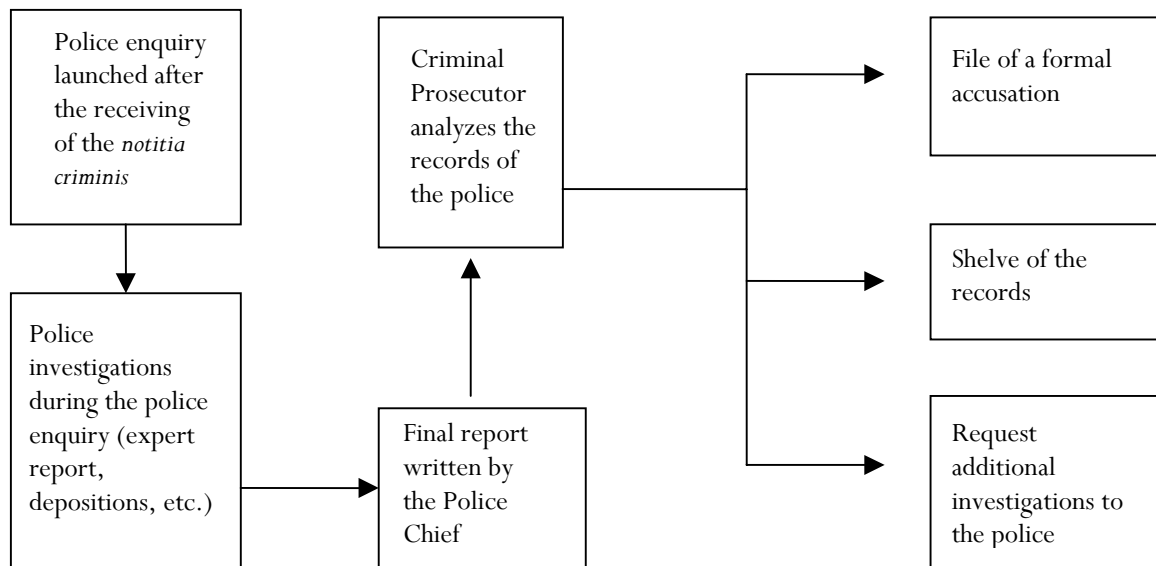 Police enquiry
launched after
the receiving
of the notitia
criminis
Police
investigations
during the police
enquiry (expert
report,
depositions, etc.)
Final report
written by
the Police
Chief
Criminal
Prosecutor
analyzes the
records of
the police
File of a formal
accusation
Shelve of the
records
Request
additional
investigations to
the police